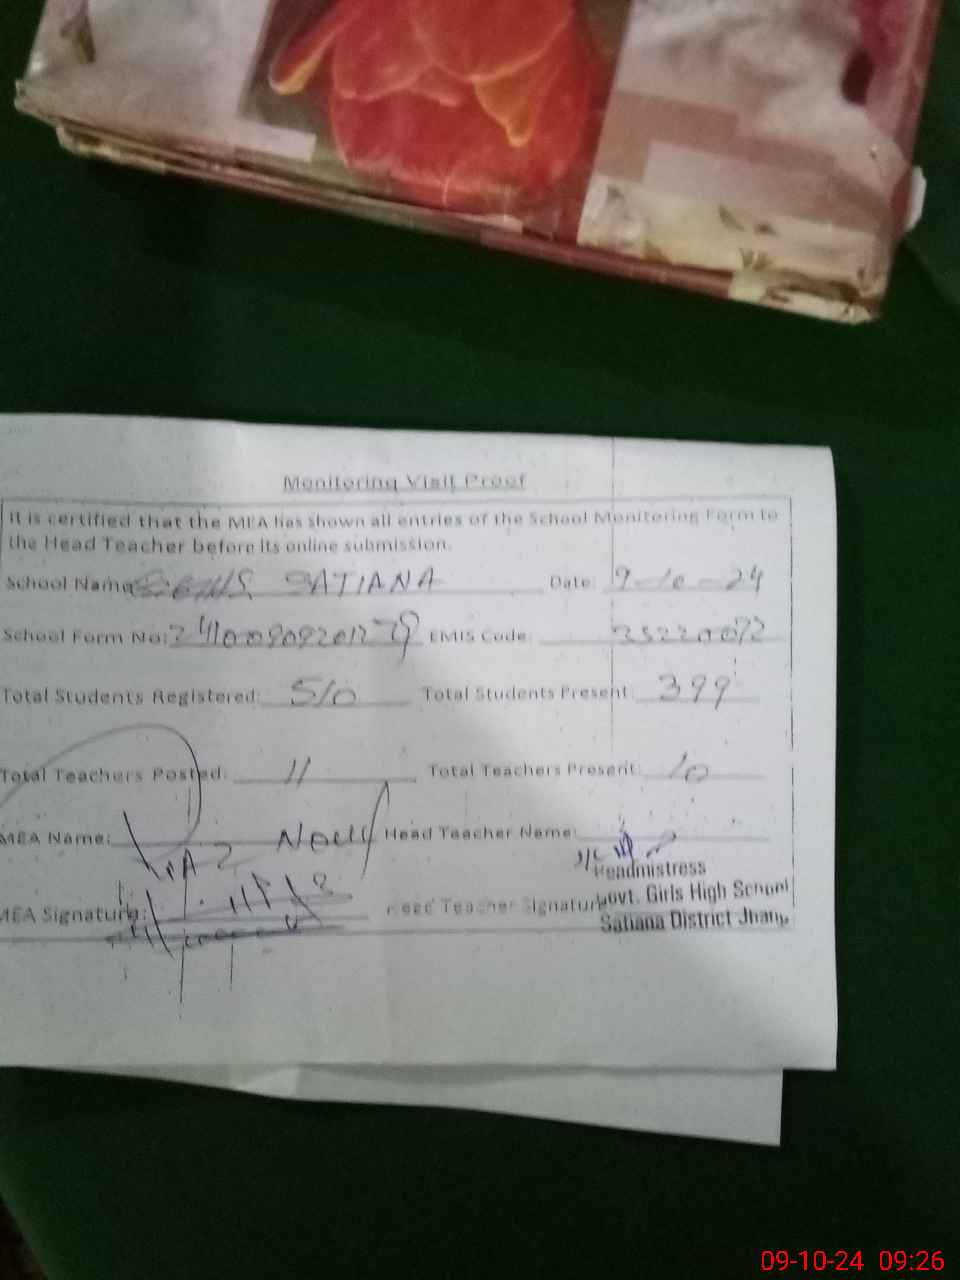 Monitoring Visit Proof
It is certified that the MEA has shown all entries of the School Monitoring Form to
the Head Teacher before its online submission.
School Name: SATIANA Date: 9-10-24
School Form No: EMIS Code:
Total Students Registered: 510 Total Students Present: 399
Total Teachers Posted: 11 Total Teachers Present: 10
MEA Name: Head Teacher Name:
Headmistress
MEA Signature: Head Teacher Signature Govt. Girls High School
Satiana District Jhang
09-10-24 09:26